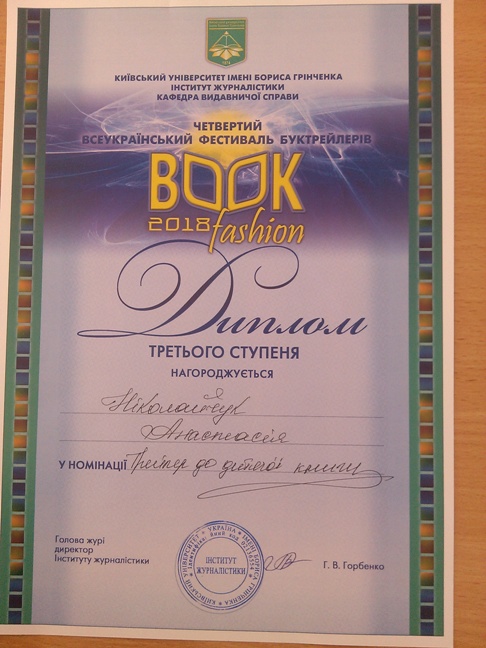 КИЇВСЬКИЙ УНІВЕРСИТЕТ ІМЕНІ БОРИСА ГРІНЧЕНКА
ІНСТИТУТ ЖУРНАЛІСТИКИ
КАФЕДРА ВИДАВНИЧОЇ СПРАВИ
ЧЕТВЕРТИЙ
ВСЕУКРАЇНСЬКИЙ ФЕСТИВАЛЬ БУКТРЕЙЛЕРІВ
BOOK
2018 fashion
Диплом
ТРЕТЬОГО СТУПЕНЯ
НАГОРОДЖУЄТЬСЯ
Ніколайчук
Анастасія
У НОМІНАЦІЇ Трейлер до дитячої книги
Голова журі
директор
Інституту журналістики
ІНСТИТУТ
ЖУРНАЛІСТИКИ
Г. В. Горбенко